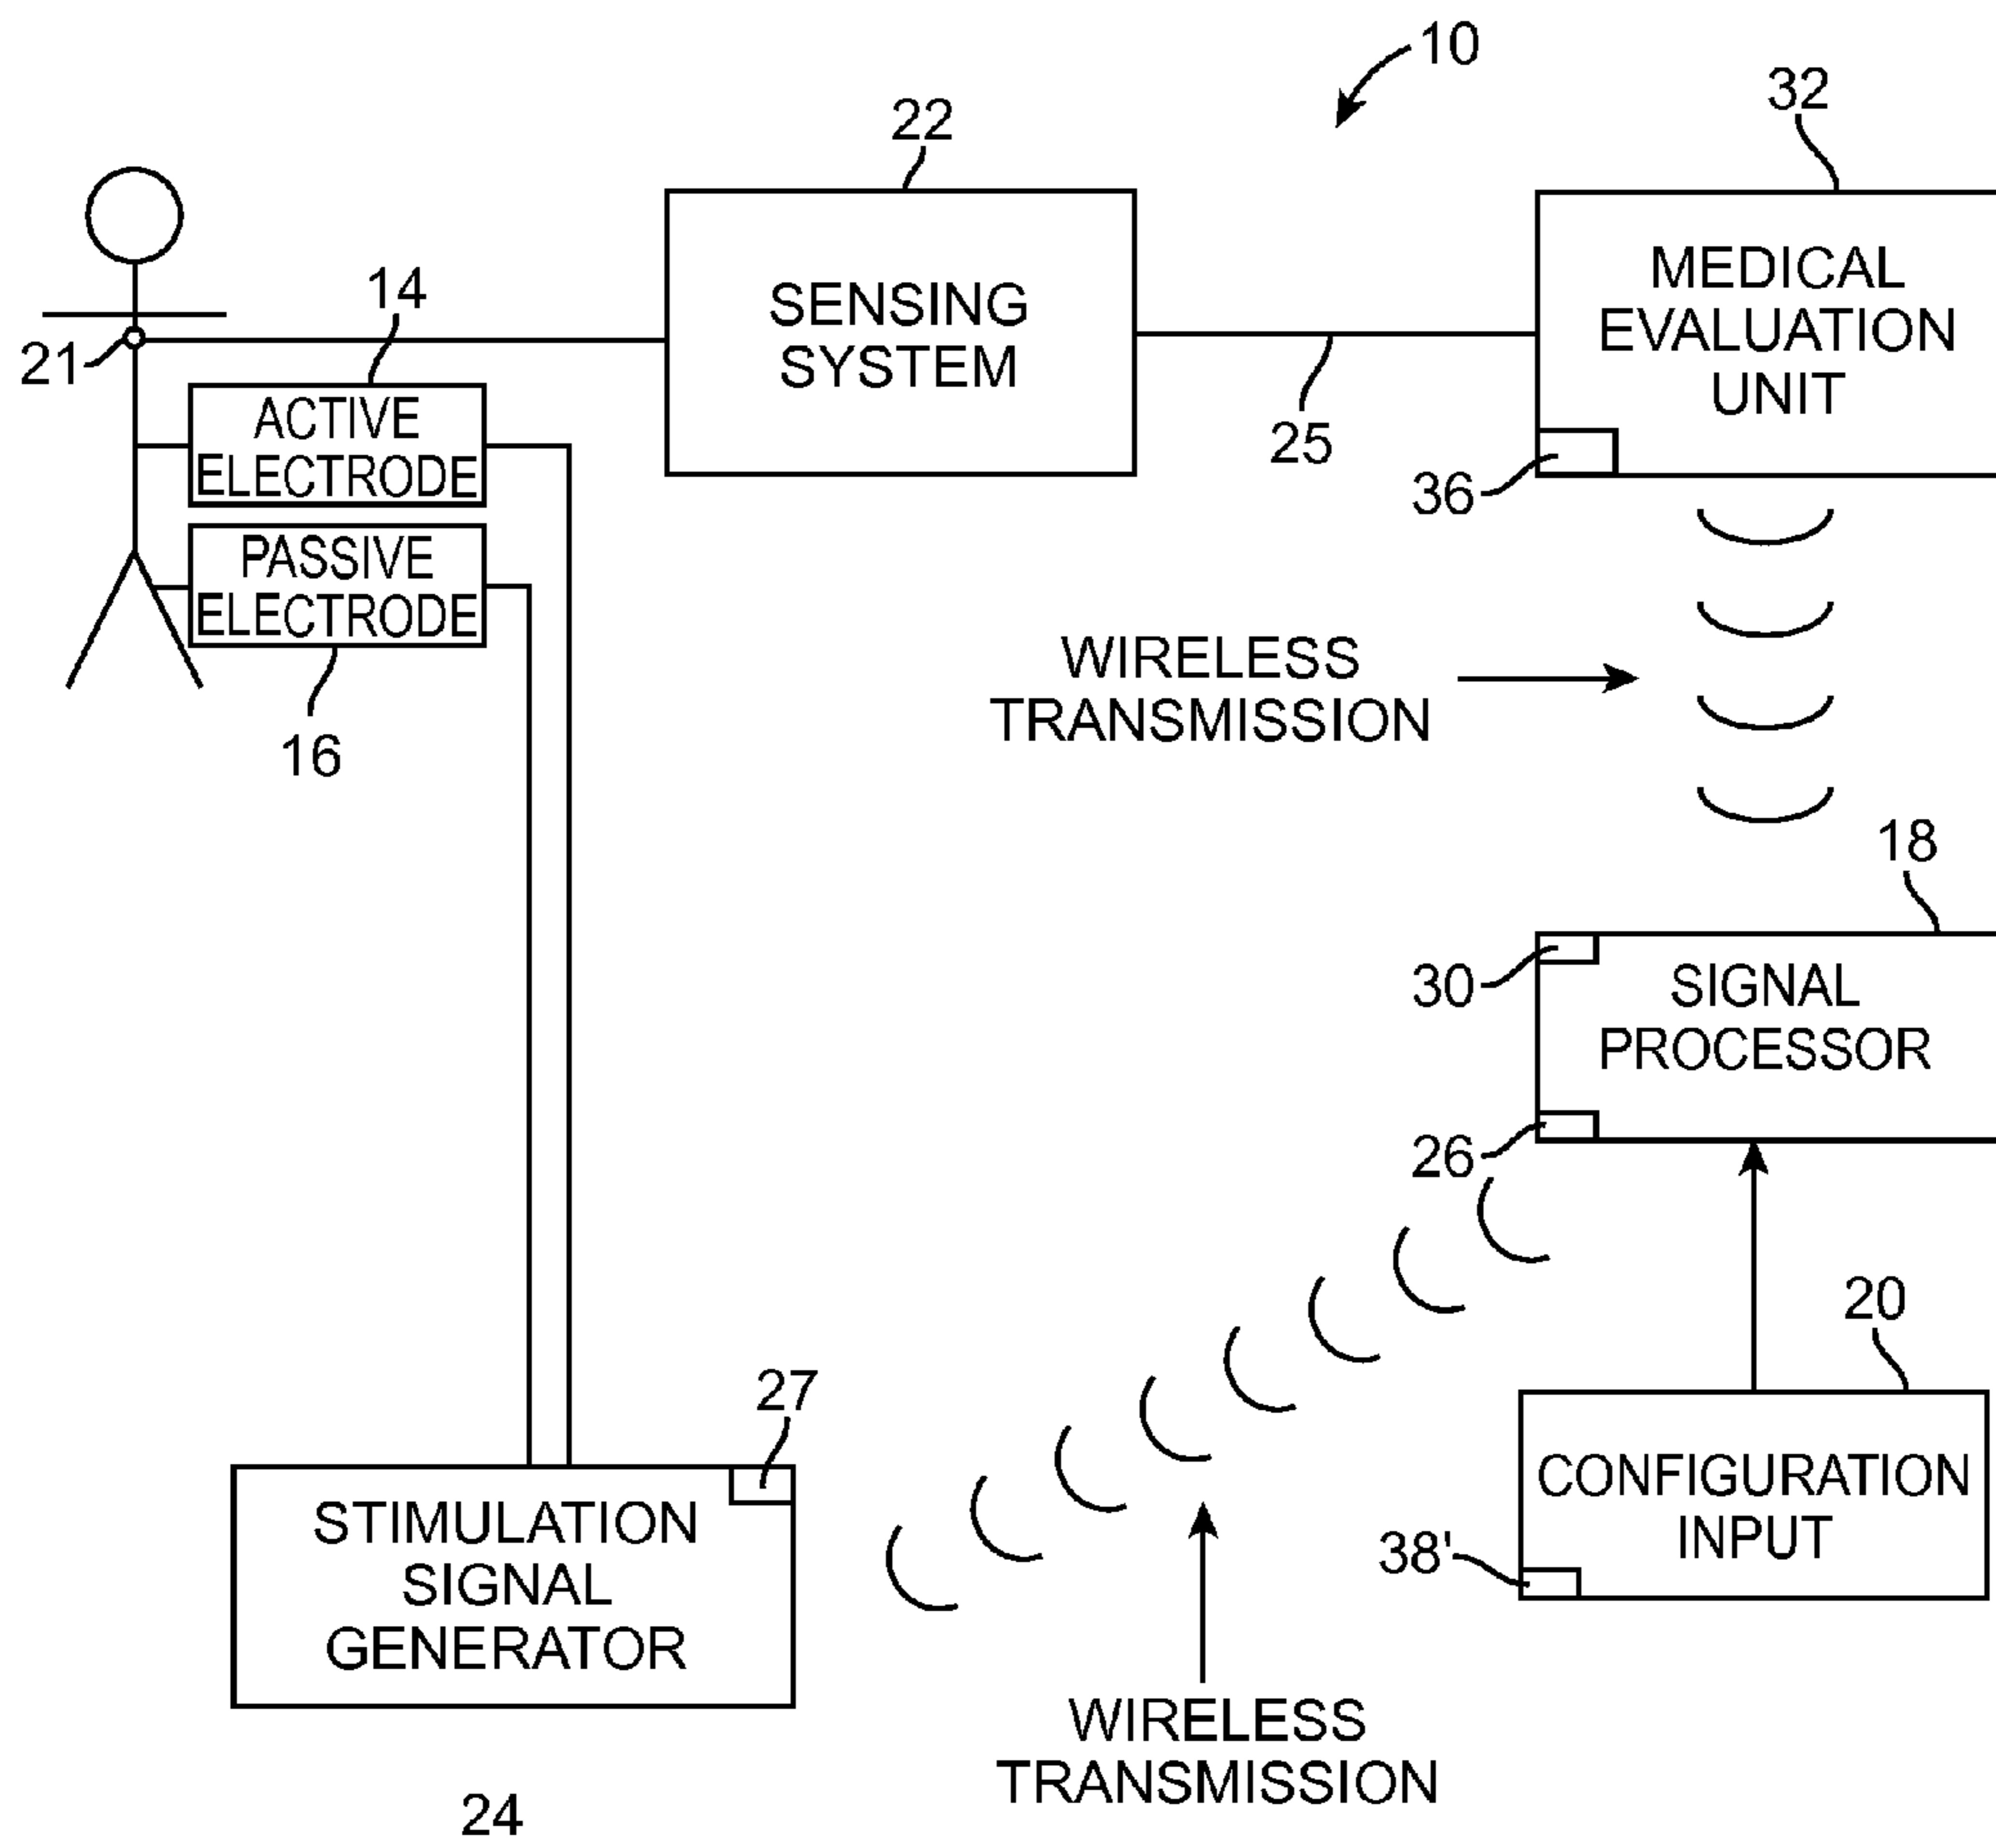 10
22
32
14
21
SENSING
SYSTEM
MEDICAL
EVALUATION
UNIT
ACTIVE
ELECTRODE
25
36
PASSIVE
ELECTRODE
16
WIRELESS
TRANSMISSION
18
30
SIGNAL
PROCESSOR
26
20
27
CONFIGURATION
INPUT
38'
STIMULATION
SIGNAL
GENERATOR
WIRELESS
TRANSMISSION
24